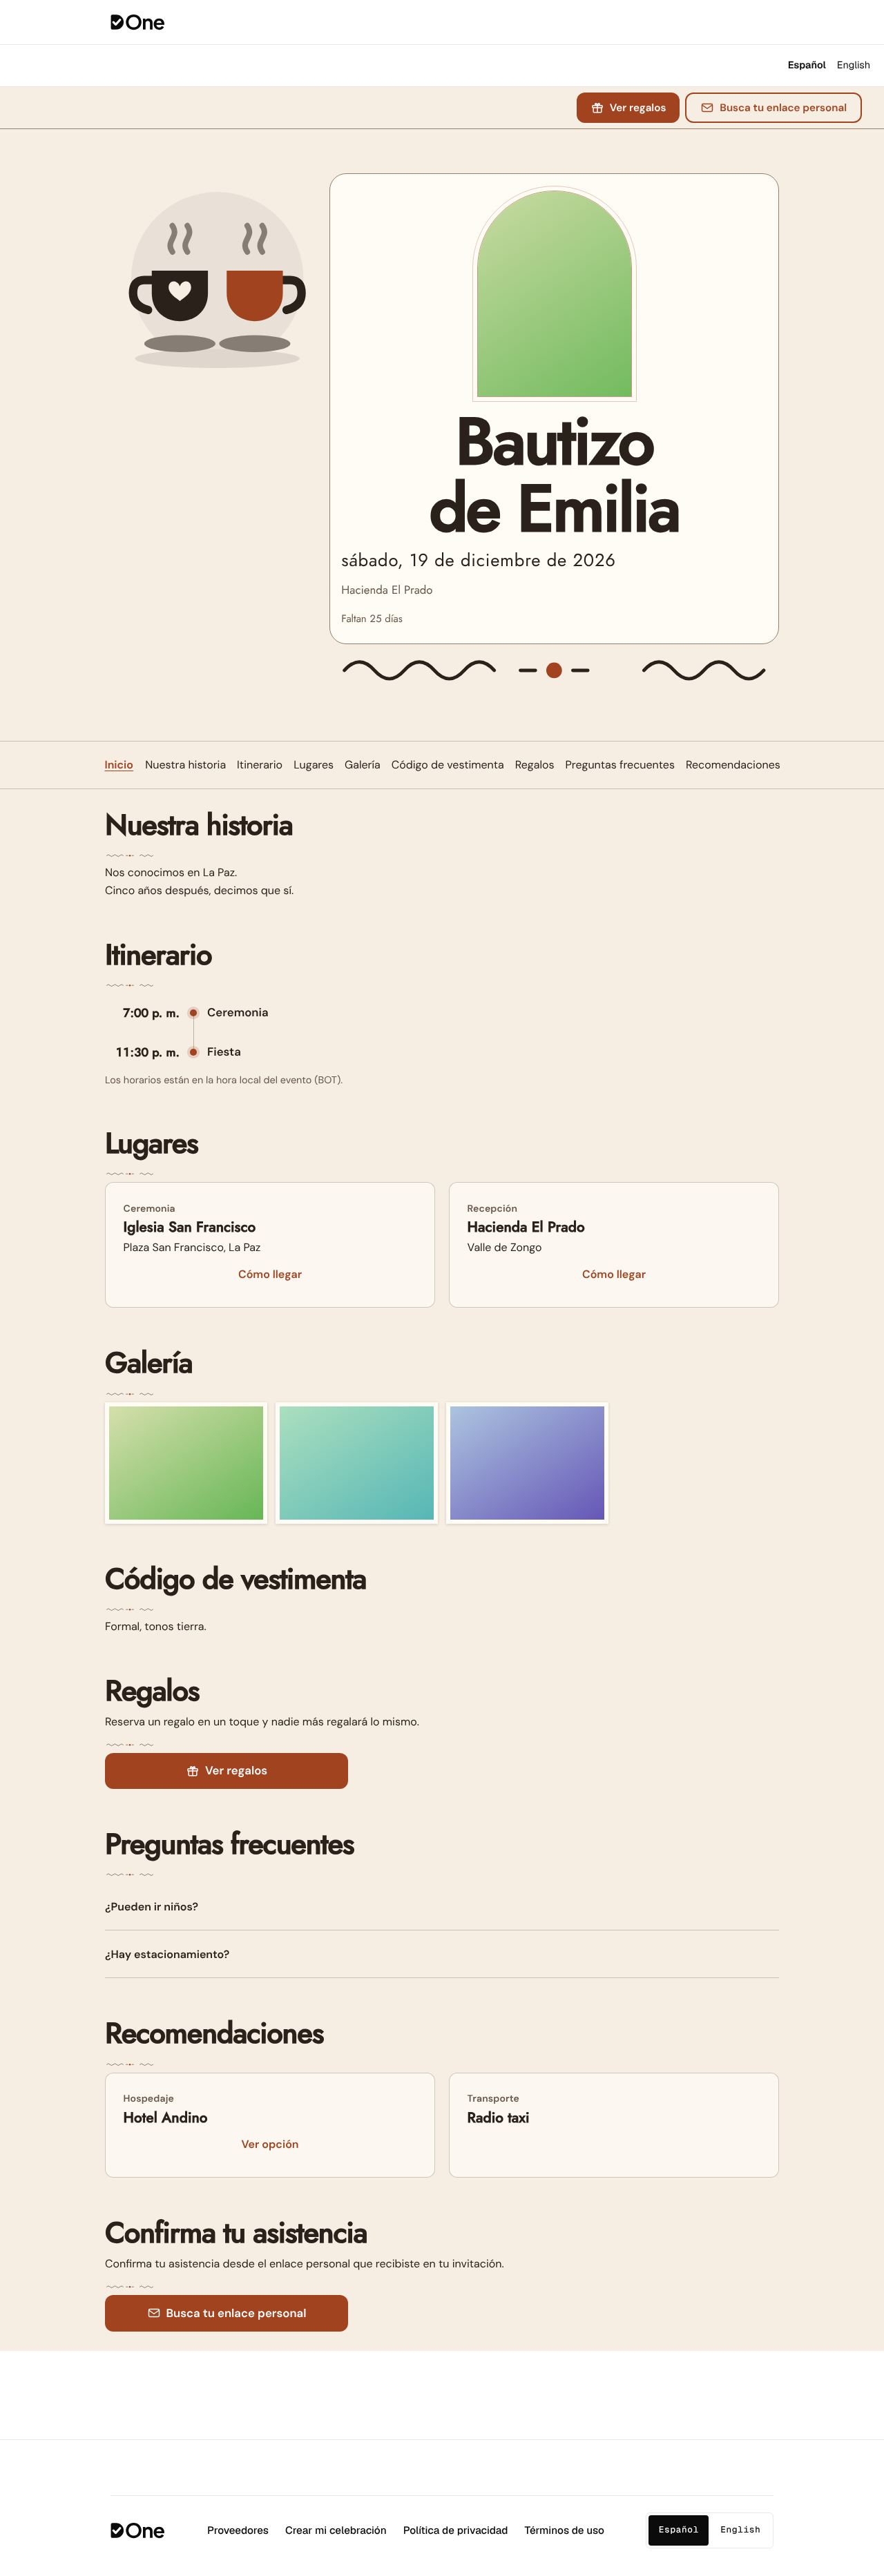 One
Español English
Ver regalos Busca tu enlace personal
Bautizo
de Emilia
sábado, 19 de diciembre de 2026
Hacienda El Prado
Faltan 25 días
Inicio Nuestra historia Itinerario Lugares Galería Código de vestimenta Regalos Preguntas frecuentes Recomendaciones
Nuestra historia
Nos conocimos en La Paz.
Cinco años después, decimos que sí.
Itinerario
7:00 p. m. Ceremonia
11:30 p. m. Fiesta
Los horarios están en la hora local del evento (BOT).
Lugares
Ceremonia
Iglesia San Francisco
Plaza San Francisco, La Paz
Cómo llegar
Recepción
Hacienda El Prado
Valle de Zongo
Cómo llegar
Galería
Código de vestimenta
Formal, tonos tierra.
Regalos
Reserva un regalo en un toque y nadie más regalará lo mismo.
Ver regalos
Preguntas frecuentes
¿Pueden ir niños?
¿Hay estacionamiento?
Recomendaciones
Hospedaje
Hotel Andino
Ver opción
Transporte
Radio taxi
Confirma tu asistencia
Confirma tu asistencia desde el enlace personal que recibiste en tu invitación.
Busca tu enlace personal
One Proveedores Crear mi celebración Política de privacidad Términos de uso Español English